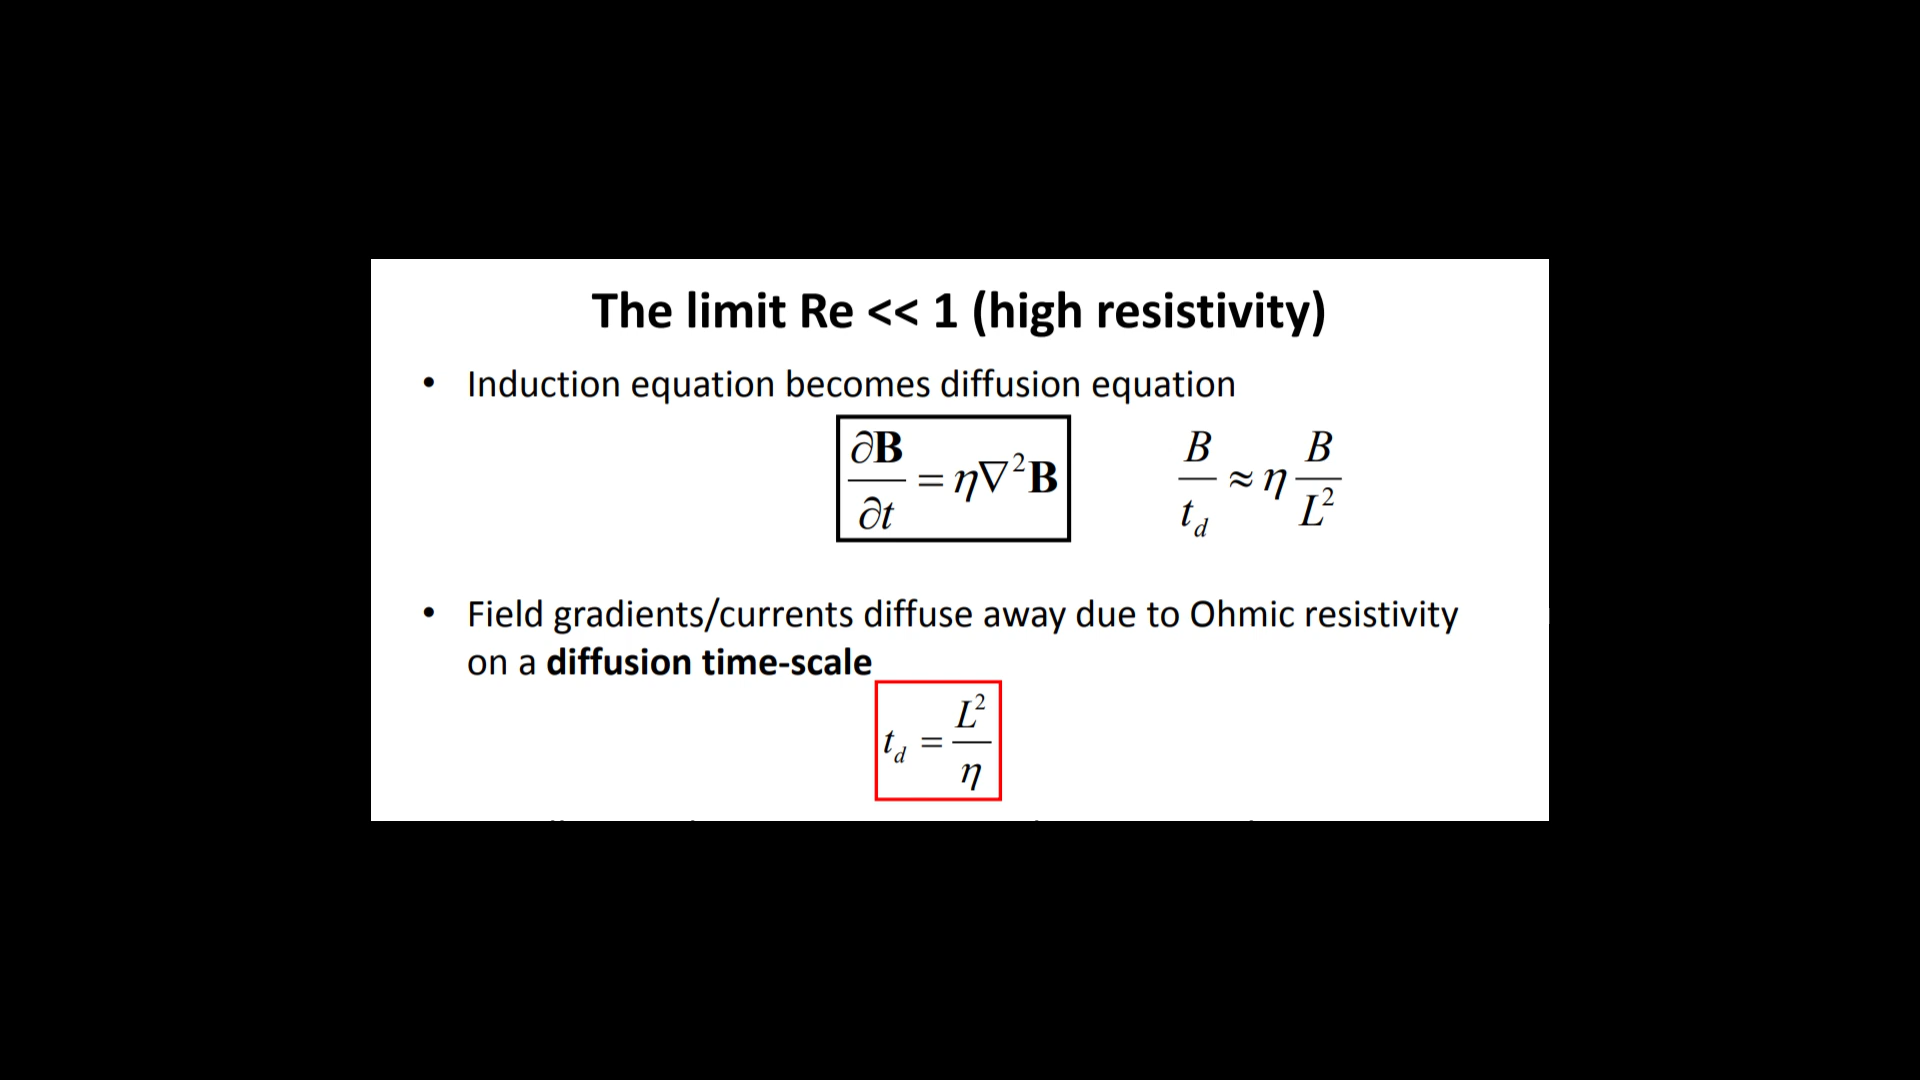 The limit Re << 1 (high resistivity)
• Induction equation becomes diffusion equation
∂B/∂t = η∇²B    B/t_d ≈ η B/L²
• Field gradients/currents diffuse away due to Ohmic resistivity
on a diffusion time-scale
t_d = L²/η